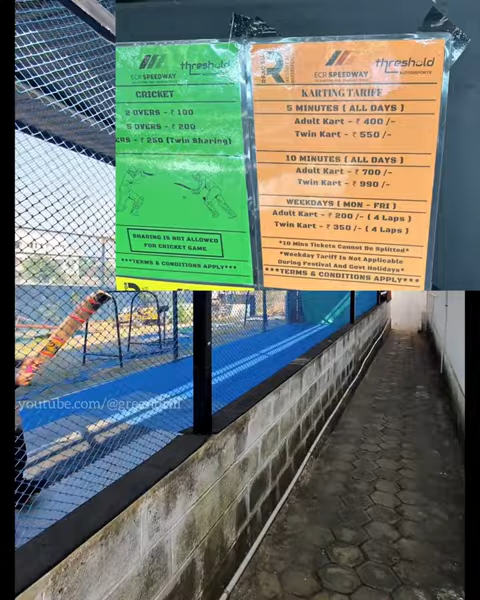 ECR SPEEDWAY
threshold
CRICKET
2 OVERS - ₹ 100
5 OVERS - ₹ 200
ERS - ₹ 250 (Twin Sharing)
SHARING IS NOT ALLOWED
FOR CRICKET GAME
***TERMS & CONDITIONS APPLY***
R
ECR SPEEDWAY
threshold
MOTORSPORTS
KARTING TARIFF
5 MINUTES ( ALL DAYS )
Adult Kart - ₹ 400 /-
Twin Kart - ₹ 550/-
10 MINUTES ( ALL DAYS )
Adult Kart - ₹ 700 /-
Twin Kart - ₹ 990/-
WEEKDAYS ( MON - FRI )
Adult Kart - ₹ 200 /- ( 4 Laps )
Twin Kart - ₹ 350 /- ( 4 Laps )
*10 Mins Tickets Cannot Be Splitted*
*Weekday Tariff Is Not Applicable
During Festival And Govt Holidays*
***TERMS & CONDITIONS APPLY***